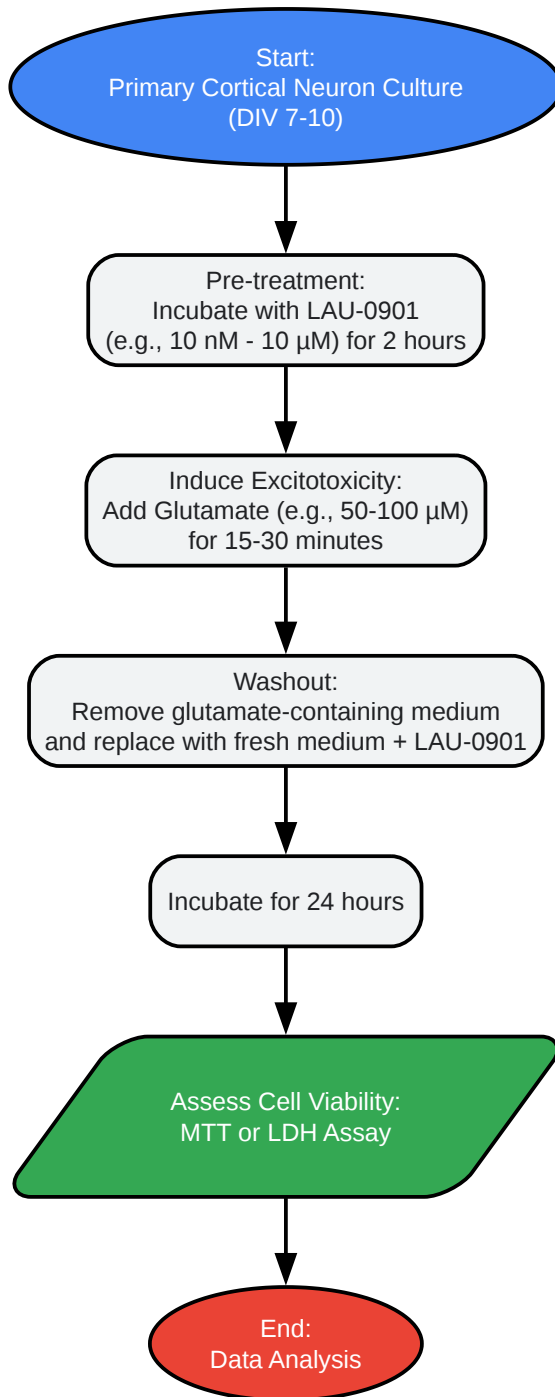 Start:
Primary Cortical Neuron Culture
(DIV 7-10)
Pre-treatment:
Incubate with LAU-0901
(e.g., 10 nM - 10 µM) for 2 hours
Induce Excitotoxicity:
Add Glutamate (e.g., 50-100 µM)
for 15-30 minutes
Washout:
Remove glutamate-containing medium
and replace with fresh medium + LAU-0901
Incubate for 24 hours
Assess Cell Viability:
MTT or LDH Assay
End:
Data Analysis